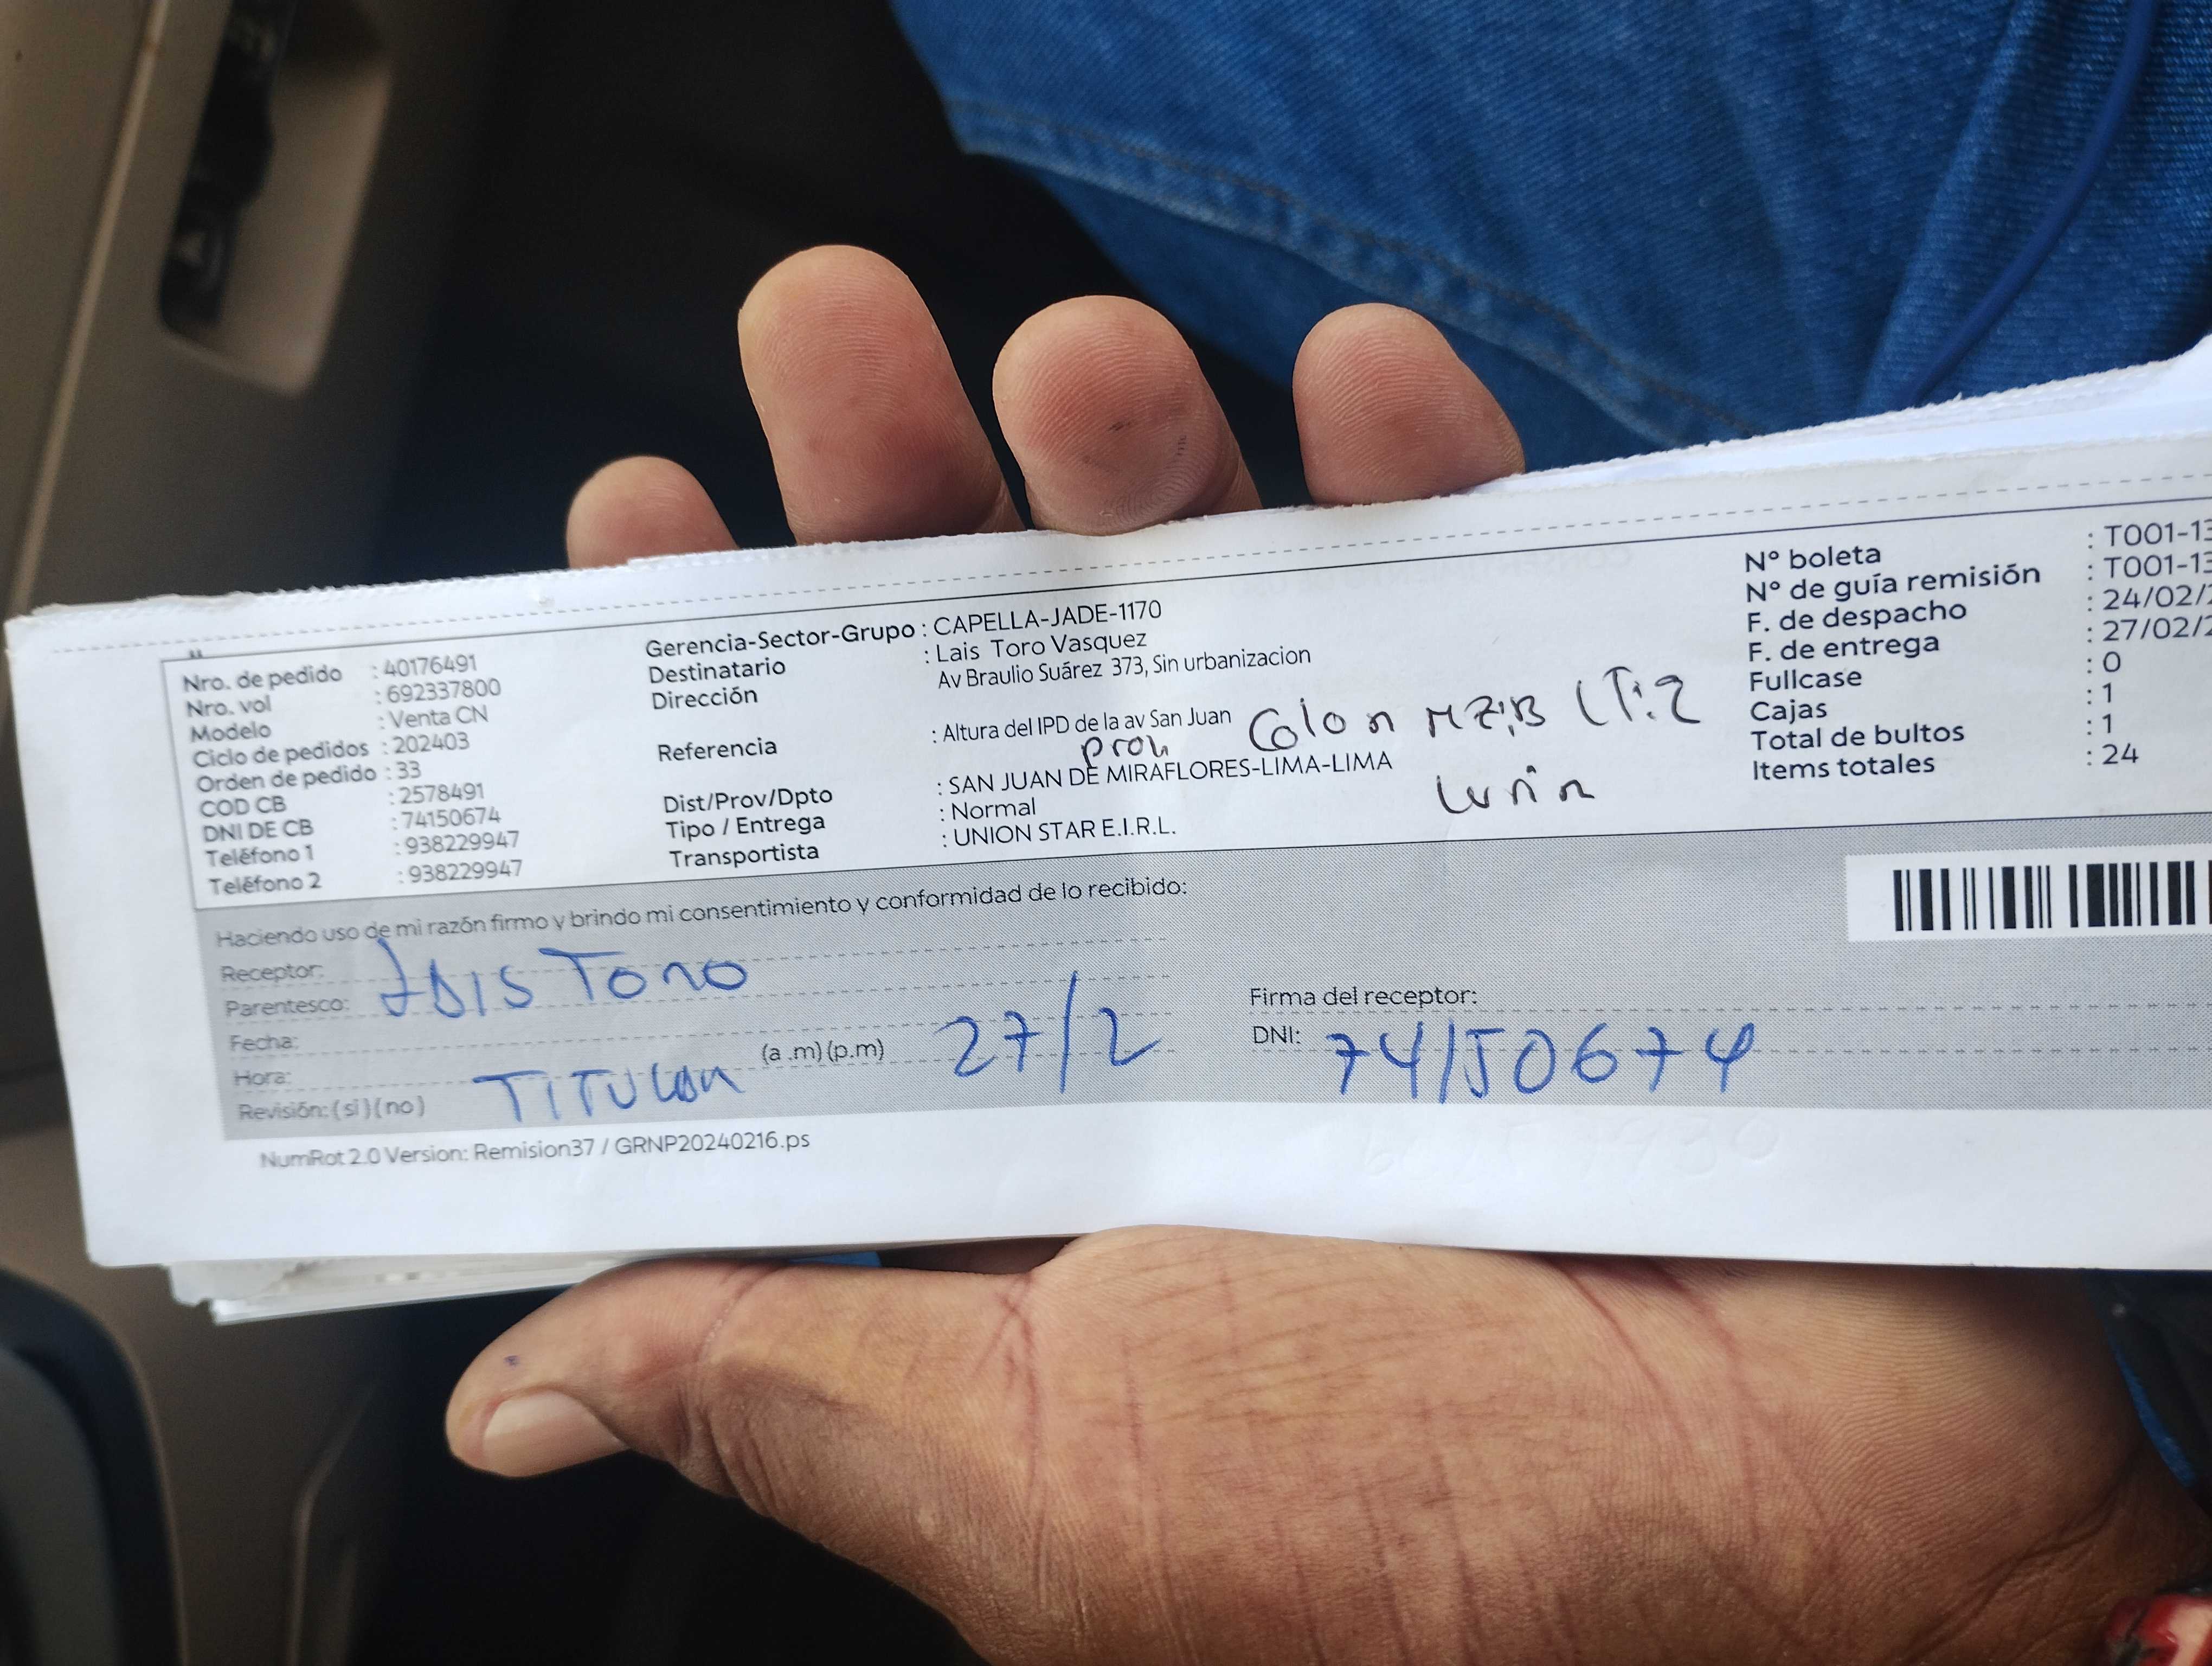 Nro. de pedido : 40176491
Nro. vol : 692337800
Modelo : Venta CN
Ciclo de pedidos : 202403
Orden de pedido : 33
COD CB : 2578491
DNI DE CB : 74150674
Teléfono 1 : 938229947
Teléfono 2 : 938229947
Gerencia-Sector-Grupo : CAPELLA-JADE-1170
Destinatario : Lais Toro Vasquez
Dirección Av Braulio Suárez 373, Sin urbanizacion
Referencia : Altura del IPD de la av San Juan
Prou Colon MZ:B LT:2
Lurin
Dist/Prov/Dpto : SAN JUAN DE MIRAFLORES-LIMA-LIMA
Tipo / Entrega : Normal
Transportista : UNION STAR E.I.R.L.
N° boleta : T001-13
N° de guía remisión : T001-13
F. de despacho : 24/02/2
F. de entrega : 27/02/2
Fullcase : 0
Cajas : 1
Total de bultos : 1
Items totales : 24
Haciendo uso de mi razón firmo y brindo mi consentimiento y conformidad de lo recibido:
Receptor:
Parentesco: Lais Toro
Fecha:
Hora: (a .m) (p.m) 27/2
Revisión: ( si ) ( no ) TITULAR
Firma del receptor:
DNI: 74150674
NumRot 2.0 Version: Remision37 / GRNP20240216.ps